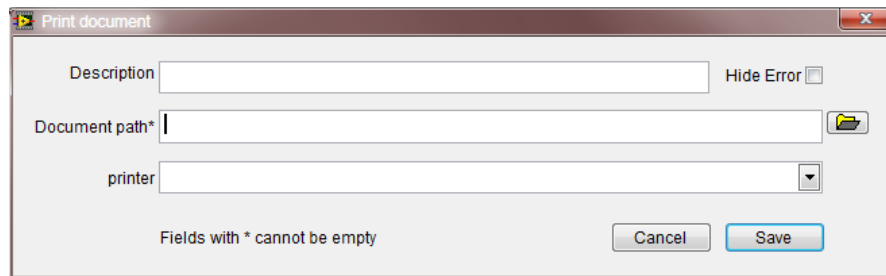 Print document
Description
Hide Error
Document path*
printer
Fields with * cannot be empty
Cancel
Save